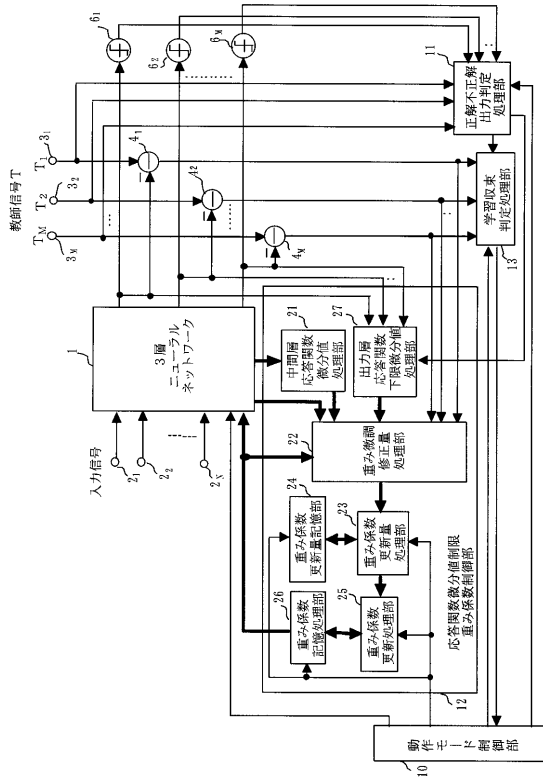 教師信号T
T₁
3₁
T₂
3₂
T_M
3_M
4₁
4₂
4_M
6₁
6₂
6_M
入力信号
2₁
2₂
2_N
1
3層
ニューラル
ネットワーク
11
正解不正解
出力判定
処理部
学習収束
判定処理部
13
21
中間層
応答関数
微分値
処理部
27
出力層
応答関数
下限微分値
処理部
22
重み微調
修正量
処理部
24
重み係数
更新量記憶部
23
重み係数
更新量
処理部
26
重み係数
記憶処理部
25
重み係数
更新処理部
応答関数微分値制限
重み係数制御部
12
動作モード制御部
10